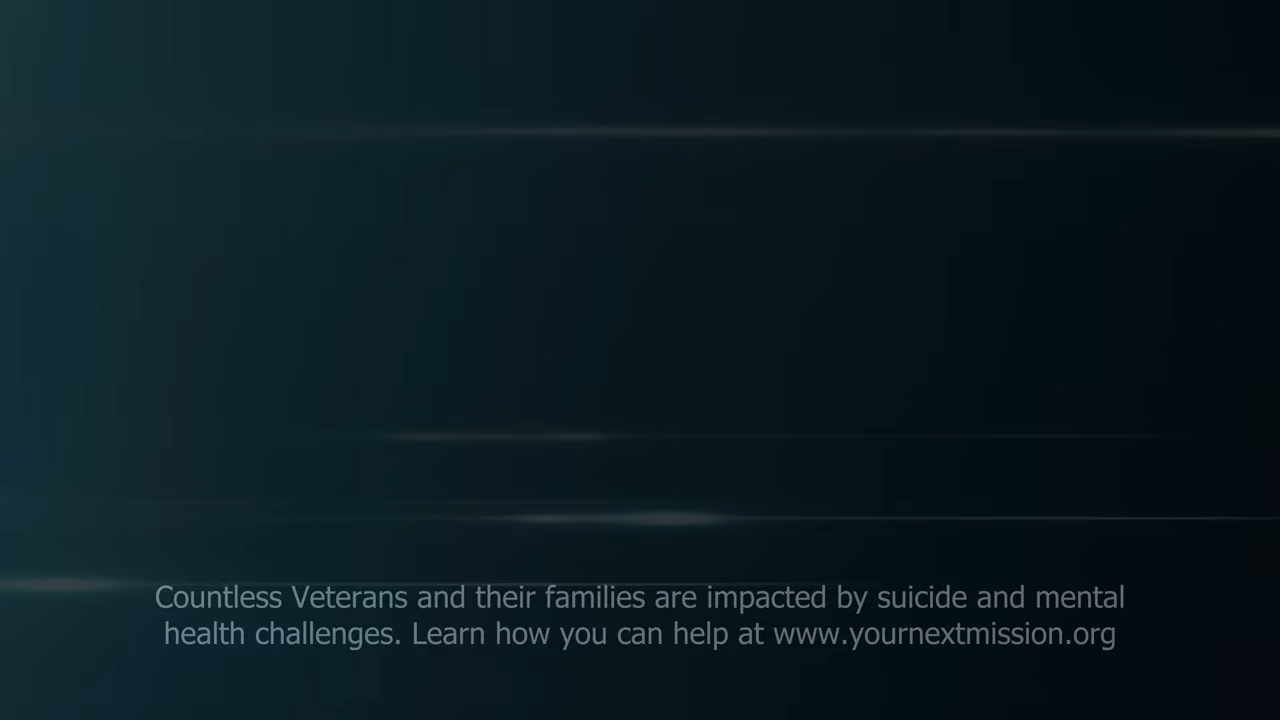 Countless Veterans and their families are impacted by suicide and mental
health challenges. Learn how you can help at www.yournextmission.org